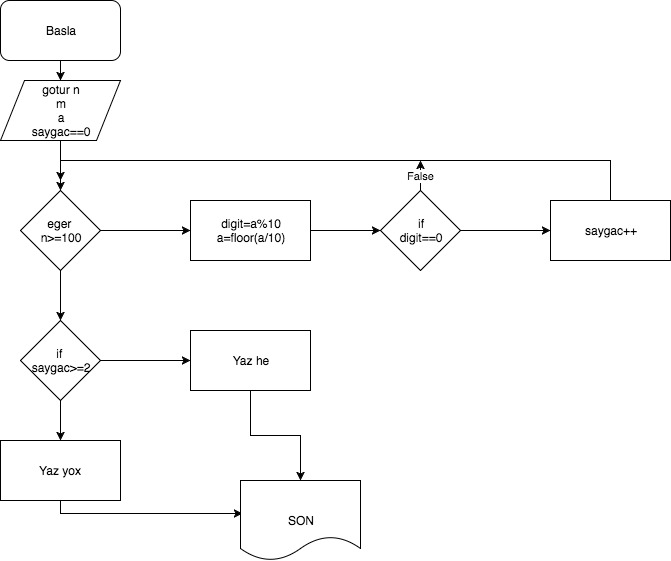 Basla
gotur n
m
a
saygac==0
False
eger
n>=100
digit=a%10
a=floor(a/10)
if
digit==0
saygac++
if
saygac>=2
Yaz he
Yaz yox
SON